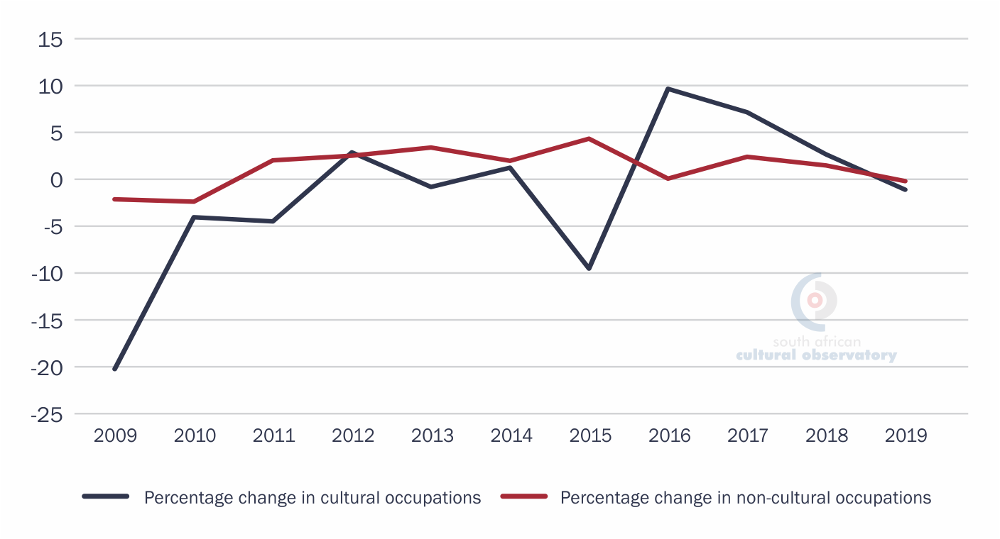 15
10
5
0
-5
-10
-15
-20
-25
south african
cultural observatory
2009 2010 2011 2012 2013 2014 2015 2016 2017 2018 2019
Percentage change in cultural occupations Percentage change in non-cultural occupations